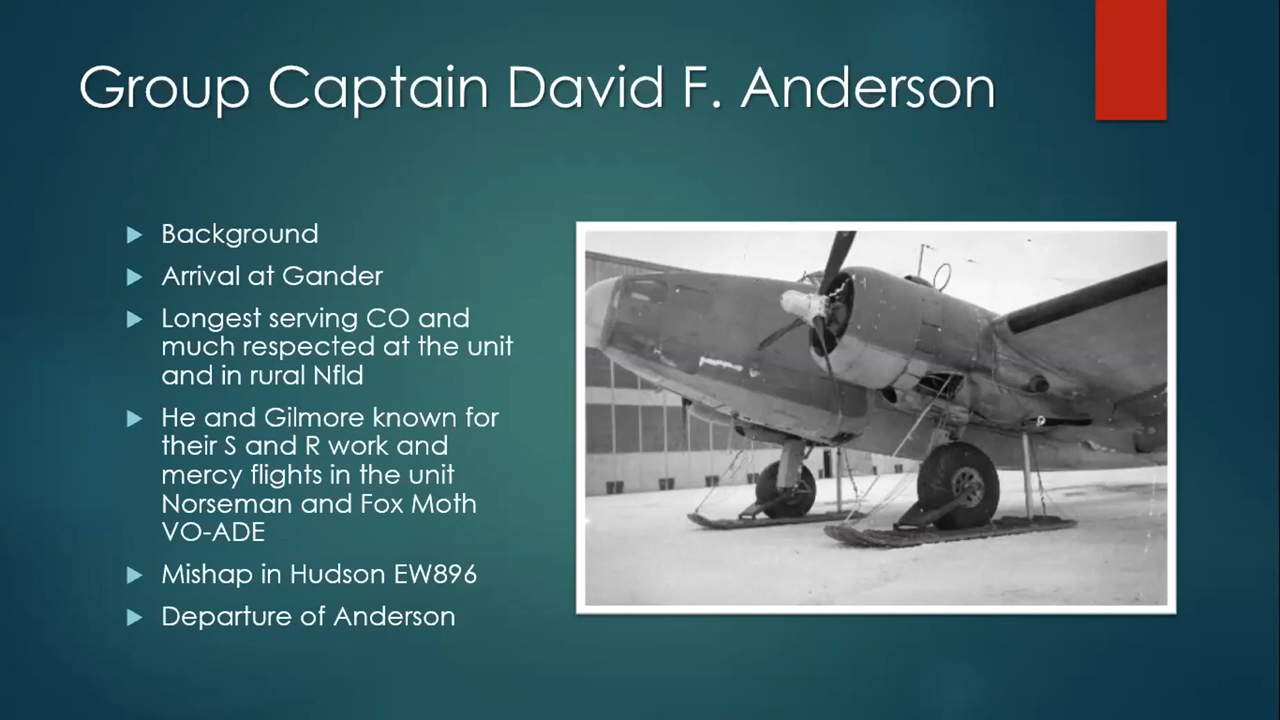 Group Captain David F. Anderson
Background
Arrival at Gander
Longest serving CO and
much respected at the unit
and in rural Nfld
He and Gilmore known for
their S and R work and
mercy flights in the unit
Norseman and Fox Moth
VO-ADE
Mishap in Hudson EW896
Departure of Anderson